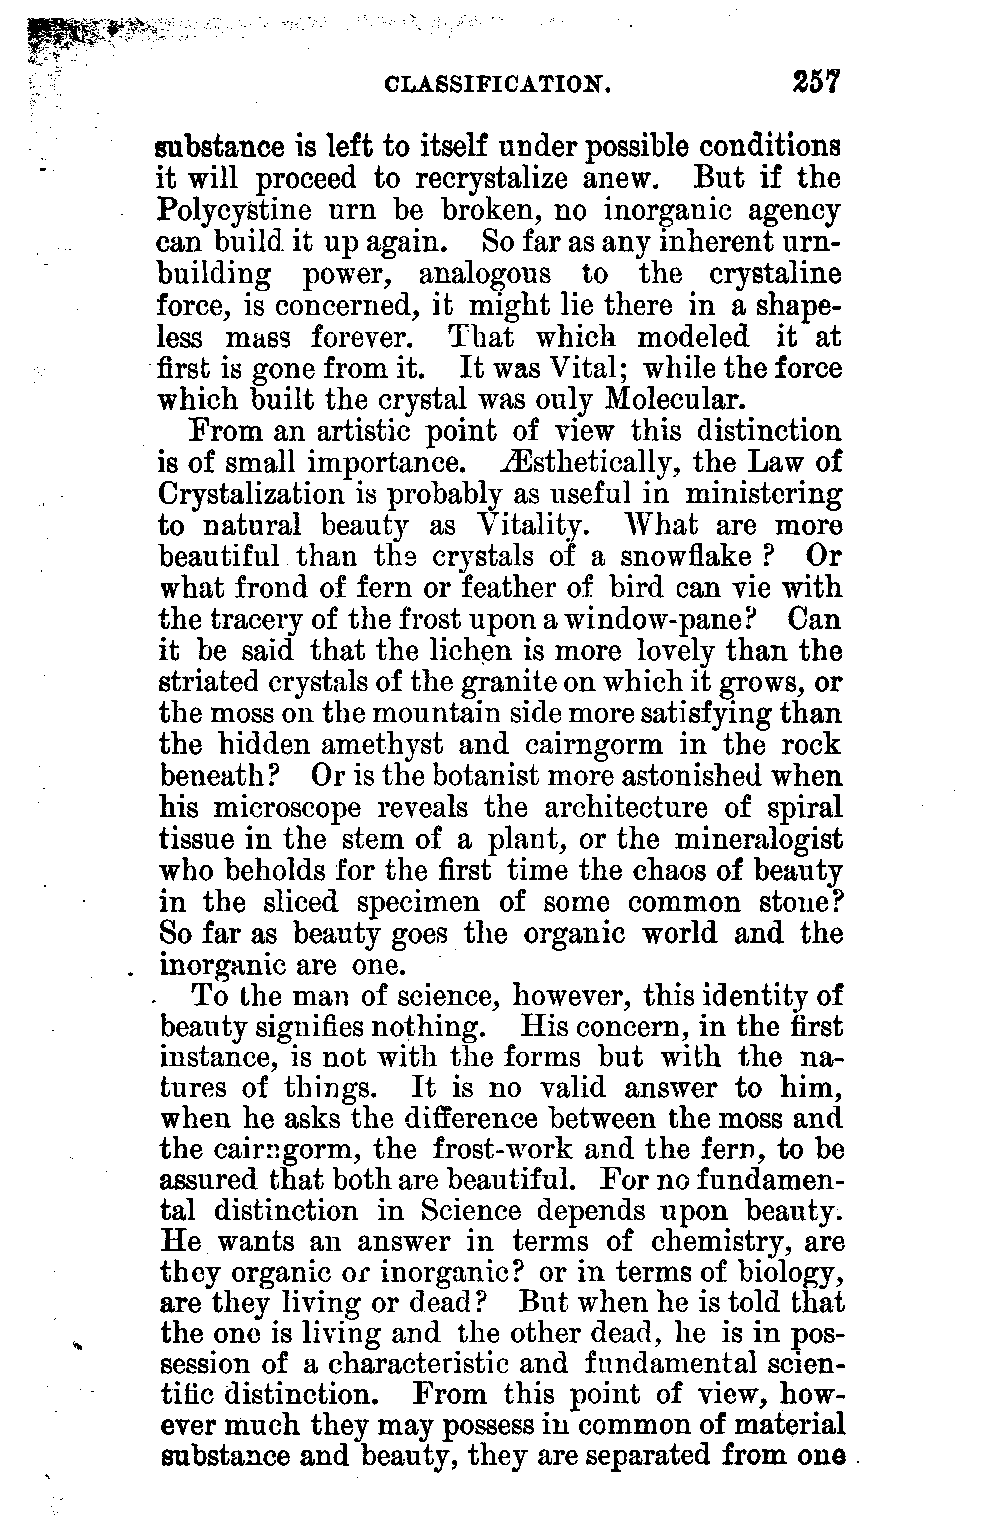 CLASSIFICATION. 257
substance is left to itself under possible conditions
it will proceed to recrystalize anew. But if the
Polycystine urn be broken, no inorganic agency
can build it up again. So far as any inherent urn-
building power, analogous to the crystaline
force, is concerned, it might lie there in a shape-
less mass forever. That which modeled it at
first is gone from it. It was Vital; while the force
which built the crystal was only Molecular.
From an artistic point of view this distinction
is of small importance. Æsthetically, the Law of
Crystalization is probably as useful in ministering
to natural beauty as Vitality. What are more
beautiful than the crystals of a snowflake? Or
what frond of fern or feather of bird can vie with
the tracery of the frost upon a window-pane? Can
it be said that the lichen is more lovely than the
striated crystals of the granite on which it grows, or
the moss on the mountain side more satisfying than
the hidden amethyst and cairngorm in the rock
beneath? Or is the botanist more astonished when
his microscope reveals the architecture of spiral
tissue in the stem of a plant, or the mineralogist
who beholds for the first time the chaos of beauty
in the sliced specimen of some common stone?
So far as beauty goes the organic world and the
inorganic are one.
To the man of science, however, this identity of
beauty signifies nothing. His concern, in the first
instance, is not with the forms but with the na-
tures of things. It is no valid answer to him,
when he asks the difference between the moss and
the cairngorm, the frost-work and the fern, to be
assured that both are beautiful. For no fundamen-
tal distinction in Science depends upon beauty.
He wants an answer in terms of chemistry, are
they organic or inorganic? or in terms of biology,
are they living or dead? But when he is told that
the one is living and the other dead, he is in pos-
session of a characteristic and fundamental scien-
tific distinction. From this point of view, how-
ever much they may possess in common of material
substance and beauty, they are separated from one